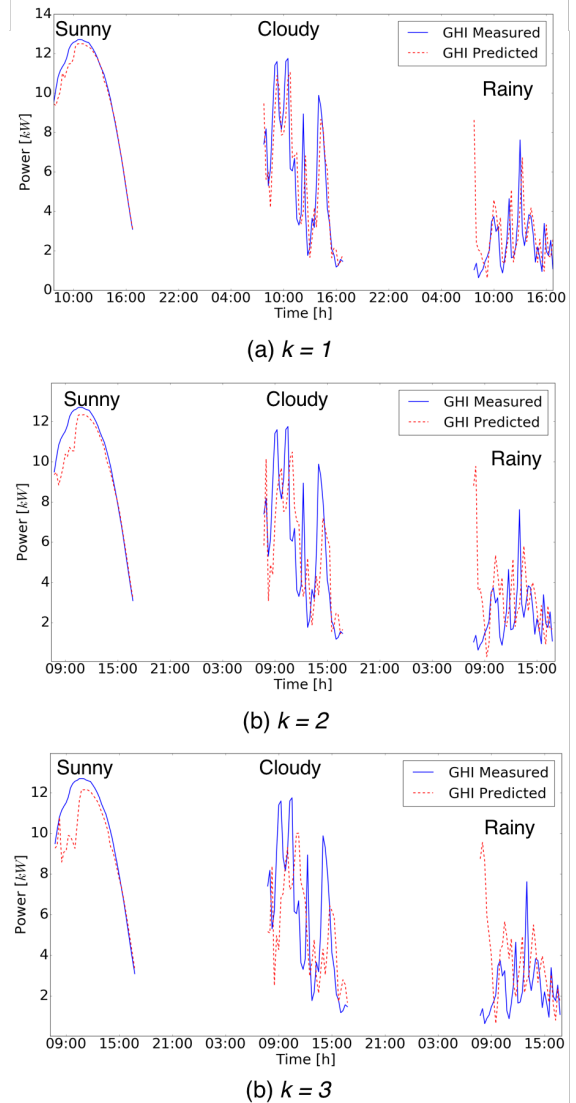 Sunny Cloudy
GHI Measured
GHI Predicted
Rainy
14
12
10
8
6
4
2
0
Power [kW]
10:00 16:00 22:00 04:00 10:00 16:00 22:00 04:00 10:00 16:00
Time [h]
(a) k = 1
Sunny Cloudy
GHI Measured
GHI Predicted
Rainy
12
10
8
6
4
2
Power [kW]
09:00 15:00 21:00 03:00 09:00 15:00 21:00 03:00 09:00 15:00
Time [h]
(b) k = 2
Sunny Cloudy
GHI Measured
GHI Predicted
Rainy
12
10
8
6
4
2
Power [kW]
09:00 15:00 21:00 03:00 09:00 15:00 21:00 03:00 09:00 15:00
Time [h]
(b) k = 3